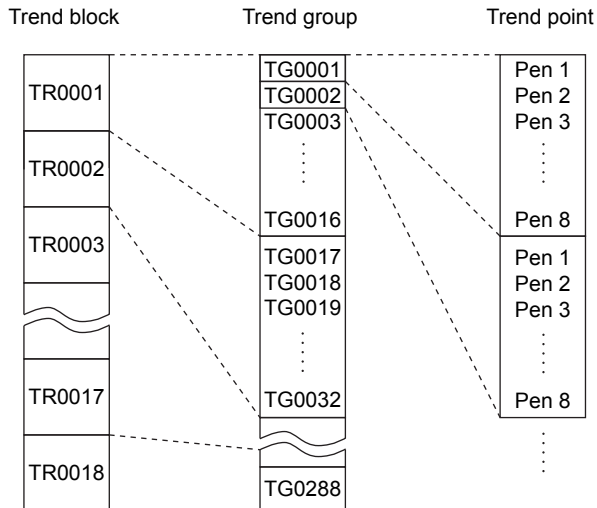 Trend block
Trend group
Trend point
TR0001
TR0002
TR0003
TR0017
TR0018
TG0001
TG0002
TG0003
TG0016
TG0017
TG0018
TG0019
TG0032
TG0288
Pen 1
Pen 2
Pen 3
Pen 8
Pen 1
Pen 2
Pen 3
Pen 8